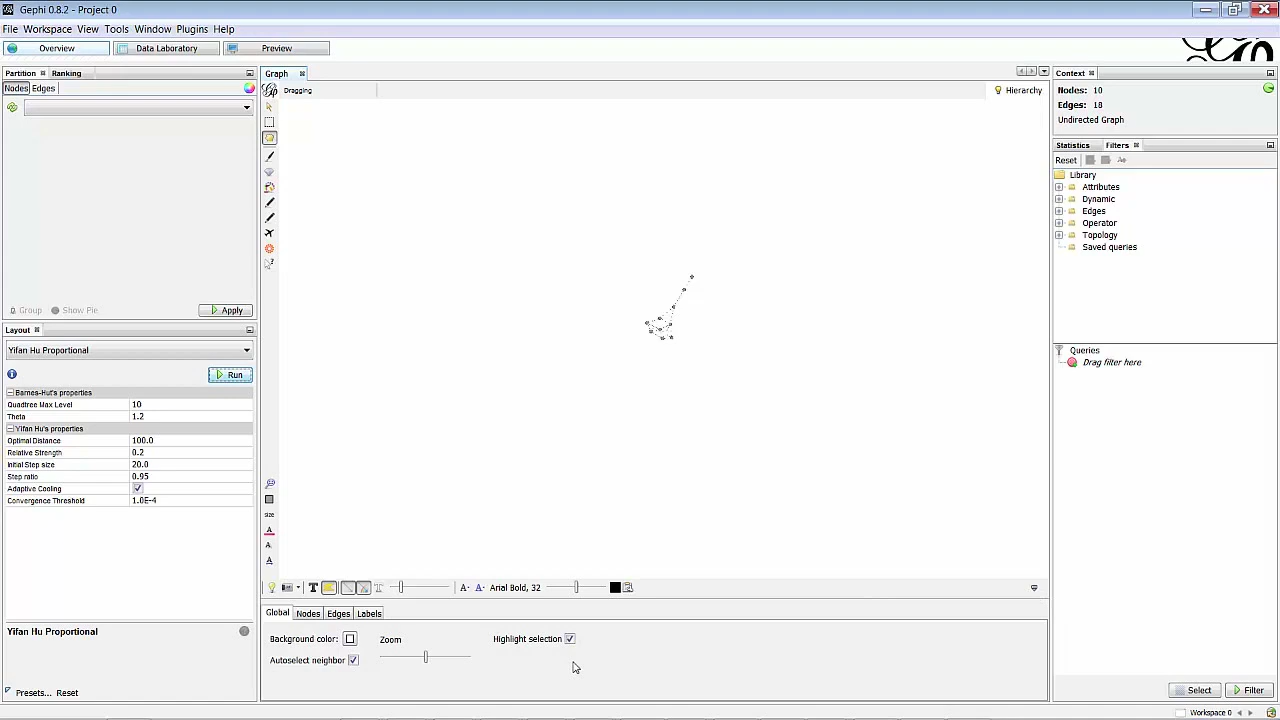 Gephi 0.8.2 - Project 0
File Workspace View Tools Window Plugins Help
Overview Data Laboratory Preview
Partition Ranking
Nodes Edges
Group Show Pie Apply
Layout
Yifan Hu Proportional
Run
Barnes-Hut's properties
Quadtree Max Level 10
Theta 1.2
Yifan Hu's properties
Optimal Distance 100.0
Relative Strength 0.2
Initial Step size 20.0
Step ratio 0.95
Adaptive Cooling
Convergence Threshold 1.0E-4
Yifan Hu Proportional
Presets... Reset
Graph
Dragging Hierarchy
SIZE
A
A
A
T T A- A- Arial Bold, 32
Global Nodes Edges Labels
Background color: Zoom Highlight selection
Autoselect neighbor
Context
Nodes: 10
Edges: 18
Undirected Graph
Statistics Filters
Reset
Library
Attributes
Dynamic
Edges
Operator
Topology
Saved queries
Queries
Drag filter here
Select Filter
Workspace 0